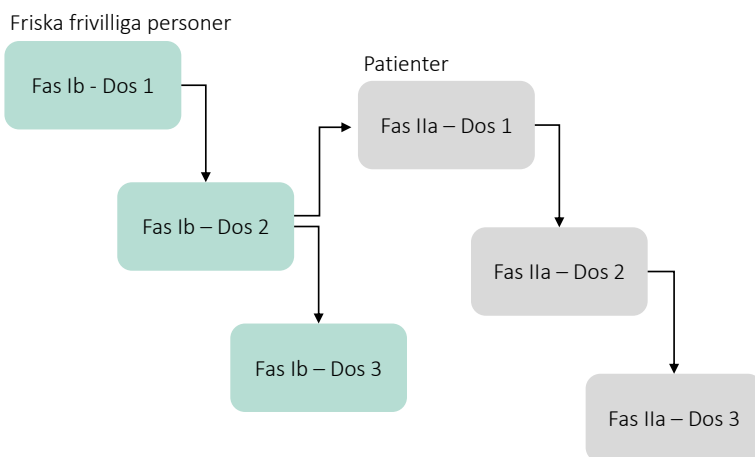 Friska frivilliga personer
Fas Ib - Dos 1
Fas Ib – Dos 2
Fas Ib – Dos 3
Patienter
Fas IIa – Dos 1
Fas IIa – Dos 2
Fas IIa – Dos 3